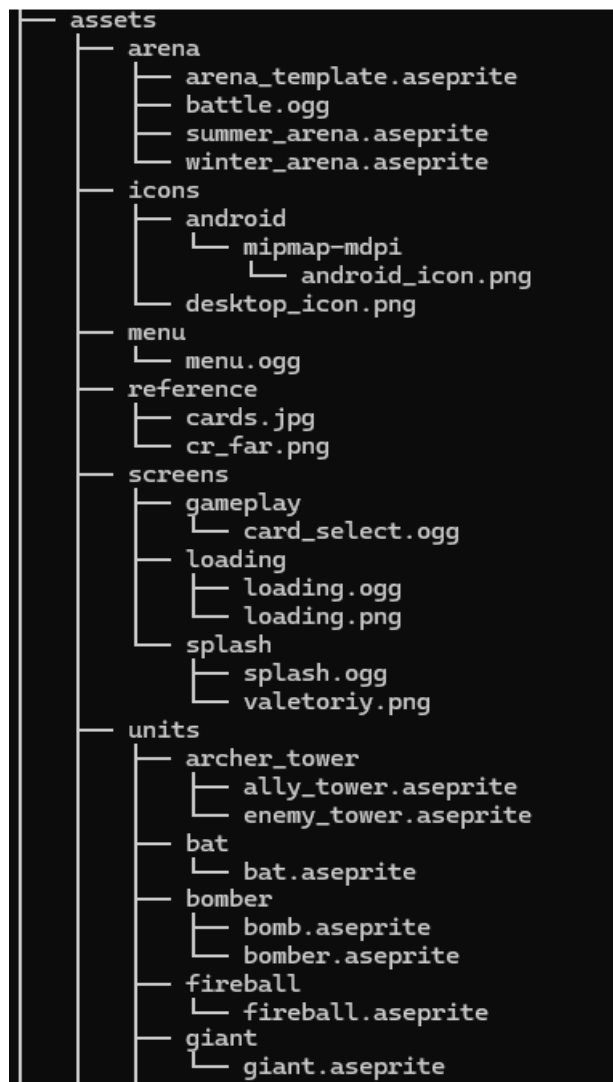 ├── assets
│   ├── arena
│   │   ├── arena_template.aseprite
│   │   ├── battle.ogg
│   │   ├── summer_arena.aseprite
│   │   └── winter_arena.aseprite
│   ├── icons
│   │   ├── android
│   │   │   └── mipmap-mdpi
│   │   │       └── android_icon.png
│   │   └── desktop_icon.png
│   ├── menu
│   │   └── menu.ogg
│   ├── reference
│   │   ├── cards.jpg
│   │   └── cr_far.png
│   ├── screens
│   │   ├── gameplay
│   │   │   └── card_select.ogg
│   │   ├── loading
│   │   │   ├── loading.ogg
│   │   │   └── loading.png
│   │   └── splash
│   │       ├── splash.ogg
│   │       └── valetoriy.png
│   ├── units
│   │   ├── archer_tower
│   │   │   ├── ally_tower.aseprite
│   │   │   └── enemy_tower.aseprite
│   │   ├── bat
│   │   │   └── bat.aseprite
│   │   ├── bomber
│   │   │   ├── bomb.aseprite
│   │   │   └── bomber.aseprite
│   │   ├── fireball
│   │   │   └── fireball.aseprite
│   │   ├── giant
│   │   │   └── giant.aseprite